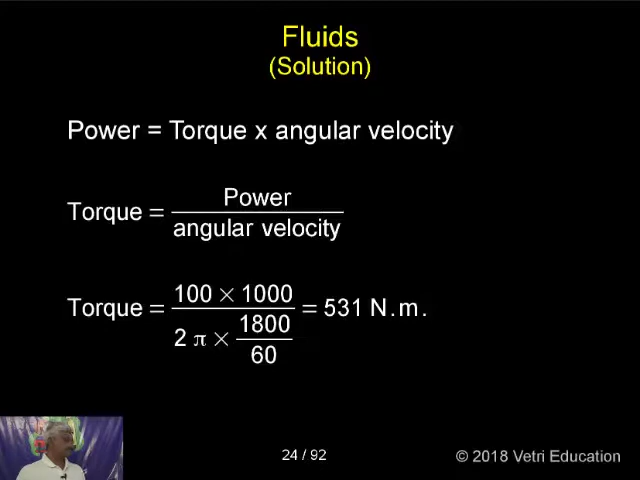 Fluids
(Solution)
Power = Torque x angular velocity
Torque = Power / angular velocity
Torque = 100 × 1000 / 2 π × 1800 / 60 = 531 N.m.
24 / 92
© 2018 Vetri Education